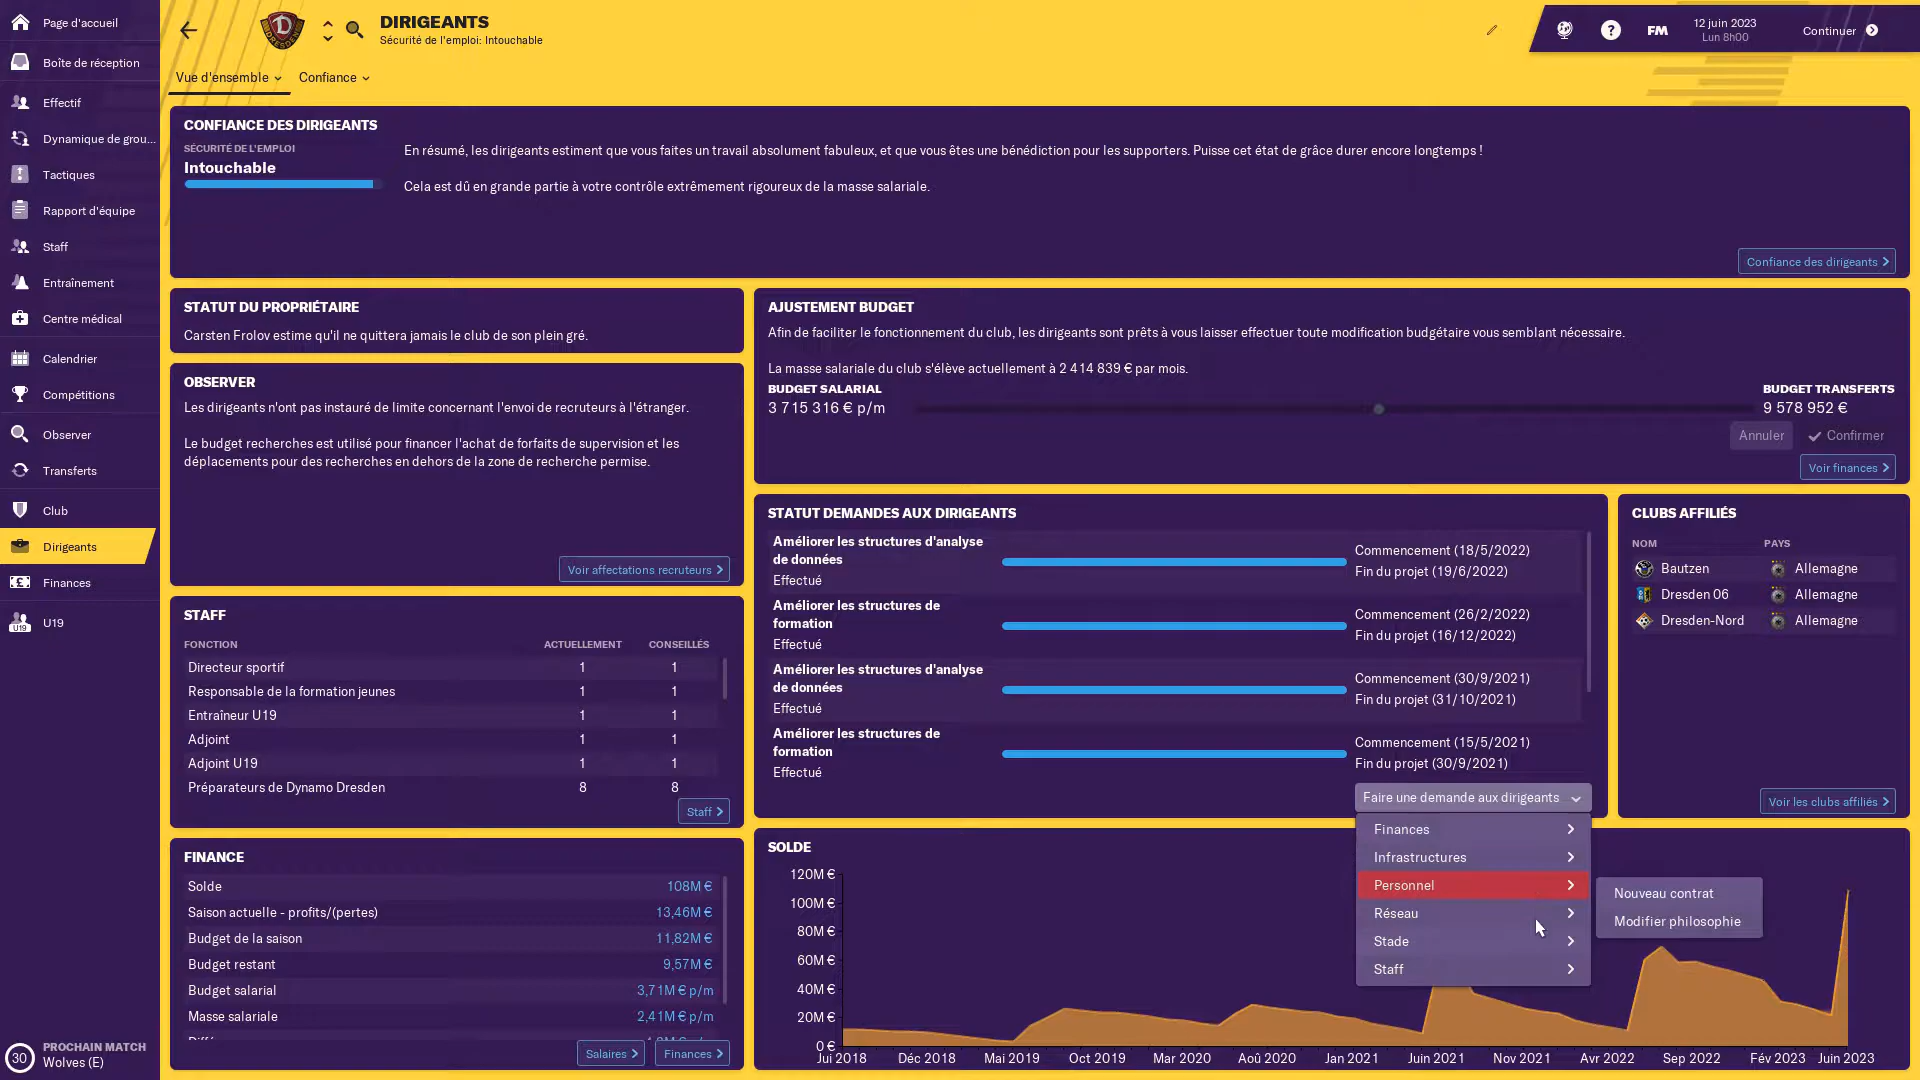 Page d'accueil
Boîte de réception
Effectif
Dynamique de grou...
Tactiques
Rapport d'équipe
Staff
Entraînement
Centre médical
Calendrier
Compétitions
Observer
Transferts
Club
Dirigeants
Finances
U19
U19
30
PROCHAIN MATCH
Wolves (E)
DIRIGEANTS
Sécurité de l'emploi: Intouchable
FM
12 juin 2023
Lun 8h00
Continuer
Vue d'ensemble
Confiance
CONFIANCE DES DIRIGEANTS
SÉCURITÉ DE L'EMPLOI
Intouchable
En résumé, les dirigeants estiment que vous faites un travail absolument fabuleux, et que vous êtes une bénédiction pour les supporters. Puisse cet état de grâce durer encore longtemps !
Cela est dû en grande partie à votre contrôle extrêmement rigoureux de la masse salariale.
Confiance des dirigeants
STATUT DU PROPRIÉTAIRE
Carsten Frolov estime qu'il ne quittera jamais le club de son plein gré.
OBSERVER
Les dirigeants n'ont pas instauré de limite concernant l'envoi de recruteurs à l'étranger.
Le budget recherches est utilisé pour financer l'achat de forfaits de supervision et les
déplacements pour des recherches en dehors de la zone de recherche permise.
Voir affectations recruteurs
STAFF
FONCTION ACTUELLEMENT CONSEILLÉS
Directeur sportif 1 1
Responsable de la formation jeunes 1 1
Entraîneur U19 1 1
Adjoint 1 1
Adjoint U19 1 1
Préparateurs de Dynamo Dresden 8 8
Staff
FINANCE
Solde 108M €
Saison actuelle - profits/(pertes) 13,46M €
Budget de la saison 11,82M €
Budget restant 9,57M €
Budget salarial 3,71M € p/m
Masse salariale 2,41M € p/m
Salaires
Finances
AJUSTEMENT BUDGET
Afin de faciliter le fonctionnement du club, les dirigeants sont prêts à vous laisser effectuer toute modification budgétaire vous semblant nécessaire.
La masse salariale du club s'élève actuellement à 2 414 839 € par mois.
BUDGET SALARIAL BUDGET TRANSFERTS
3 715 316 € p/m 9 578 952 €
Annuler Confirmer
Voir finances
STATUT DEMANDES AUX DIRIGEANTS
Améliorer les structures d'analyse
de données
Effectué
Commencement (18/5/2022)
Fin du projet (19/6/2022)
Améliorer les structures de
formation
Effectué
Commencement (26/2/2022)
Fin du projet (16/12/2022)
Améliorer les structures d'analyse
de données
Effectué
Commencement (30/9/2021)
Fin du projet (31/10/2021)
Améliorer les structures de
formation
Effectué
Commencement (15/5/2021)
Fin du projet (30/9/2021)
Faire une demande aux dirigeants
Finances
Infrastructures
Personnel
Réseau
Stade
Staff
Nouveau contrat
Modifier philosophie
CLUBS AFFILIÉS
NOM PAYS
Bautzen Allemagne
Dresden 06 Allemagne
Dresden-Nord Allemagne
Voir les clubs affiliés
SOLDE
120M €
100M €
80M €
60M €
40M €
20M €
0 €
Jui 2018 Déc 2018 Mai 2019 Oct 2019 Mar 2020 Aoû 2020 Jan 2021 Juin 2021 Nov 2021 Avr 2022 Sep 2022 Fév 2023 Juin 2023